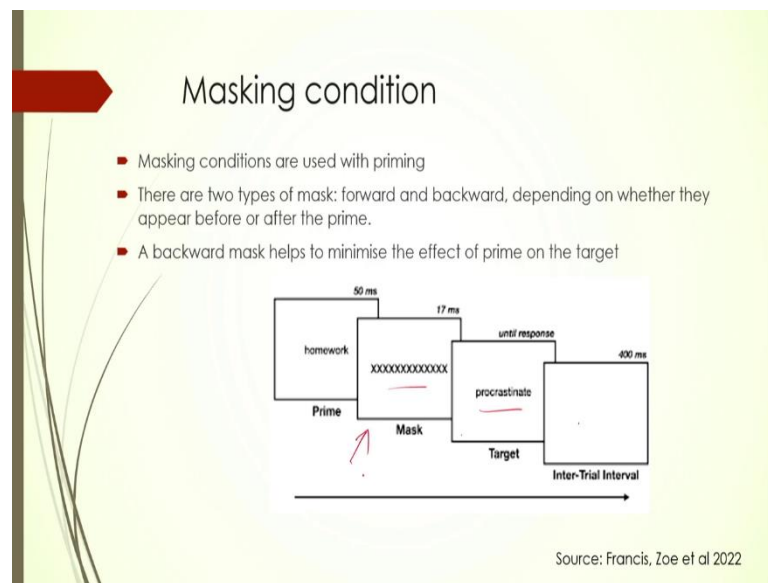 Masking condition
Masking conditions are used with priming
There are two types of mask: forward and backward, depending on whether they
appear before or after the prime.
A backward mask helps to minimise the effect of prime on the target
50 ms
homework
Prime
17 ms
XXXXXXXXXXXXX
Mask
until response
procrastinate
Target
400 ms
Inter-Trial Interval
Source: Francis, Zoe et al 2022